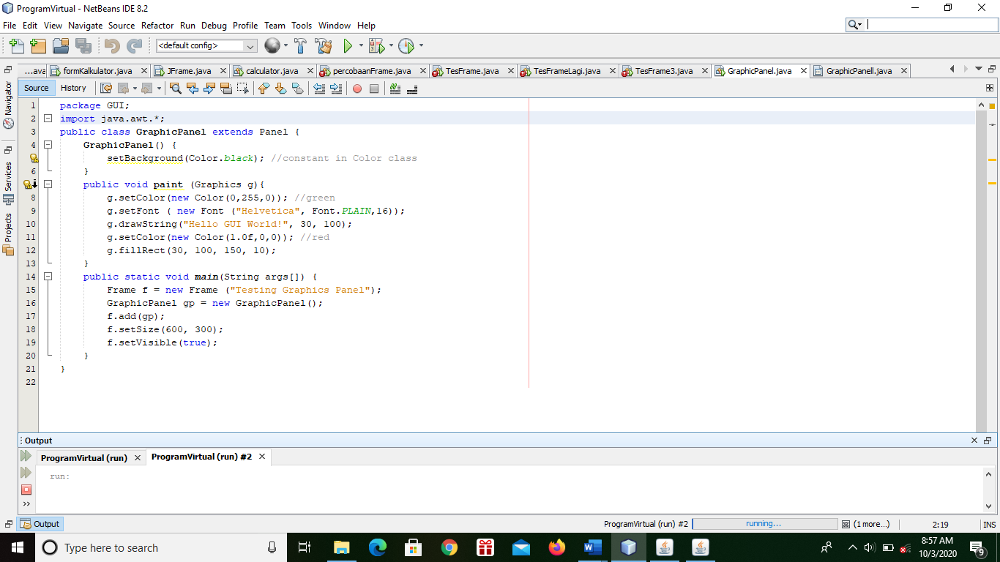 ProgramVirtual - NetBeans IDE 8.2
File Edit View Navigate Source Refactor Run Debug Profile Team Tools Window Help
<default config>
...ava formKalkulator.java JFrame.java calculator.java percobaanFrame.java TesFrame.java TesFrameLagi.java TesFrame3.java GraphicPanel.java GraphicPanell.java
Source History
Navigator
Services
Projects
1 package GUI;
2 import java.awt.*;
3 public class GraphicPanel extends Panel {
4 GraphicPanel() {
setBackground(Color.black); //constant in Color class
6 }
public void paint (Graphics g){
8 g.setColor(new Color(0,255,0)); //green
9 g.setFont ( new Font ("Helvetica", Font.PLAIN,16));
10 g.drawString("Hello GUI World!", 30, 100);
11 g.setColor(new Color(1.0f,0,0)); //red
12 g.fillRect(30, 100, 150, 10);
13 }
14 public static void main(String args[]) {
15 Frame f = new Frame ("Testing Graphics Panel");
16 GraphicPanel gp = new GraphicPanel();
17 f.add(gp);
18 f.setSize(600, 300);
19 f.setVisible(true);
20 }
21 }
22
Output
ProgramVirtual (run) ProgramVirtual (run) #2
run:
Output
ProgramVirtual (run) #2 running... (1 more...) 2:19 INS
Type here to search
8:57 AM
10/3/2020
9